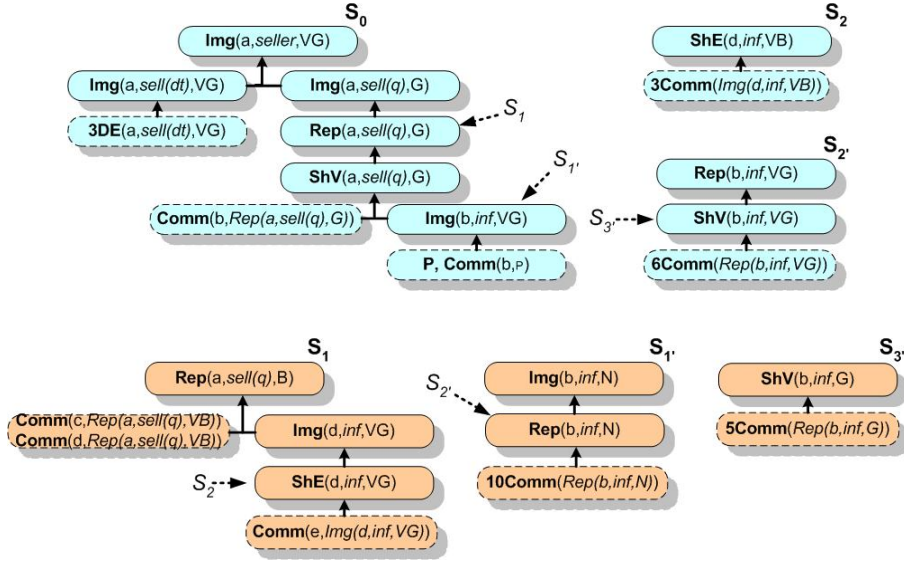 S0
Img(a,seller,VG)
Img(a,sell(dt),VG)
Img(a,sell(q),G)
3DE(a,sell(dt),VG)
Rep(a,sell(q),G)
S1
ShV(a,sell(q),G)
S1'
Comm(b,Rep(a,sell(q),G))
Img(b,inf,VG)
P, Comm(b,P)
S2
ShE(d,inf,VB)
3Comm(Img(d,inf,VB))
S2'
Rep(b,inf,VG)
S3'
ShV(b,inf,VG)
6Comm(Rep(b,inf,VG))
S1
Rep(a,sell(q),B)
Comm(c,Rep(a,sell(q),VB))
Comm(d,Rep(a,sell(q),VB))
Img(d,inf,VG)
S2
ShE(d,inf,VG)
Comm(e,Img(d,inf,VG))
S1'
Img(b,inf,N)
S2'
Rep(b,inf,N)
10Comm(Rep(b,inf,N))
S3'
ShV(b,inf,G)
5Comm(Rep(b,inf,G))